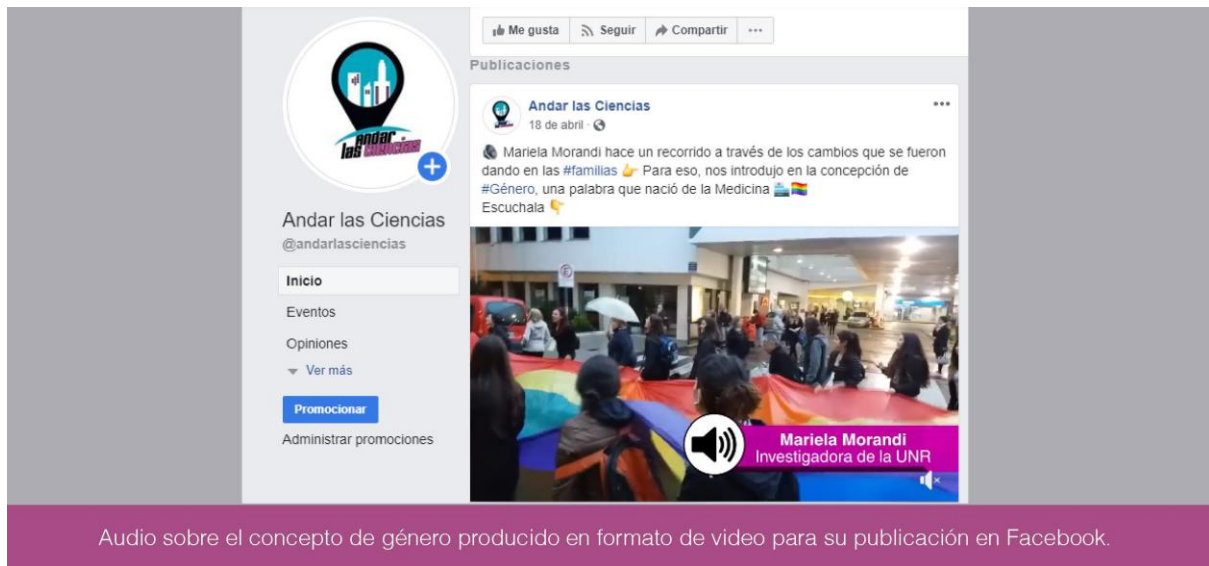 Me gusta Seguir Compartir ...
Publicaciones
andar
las ciencias
Andar las Ciencias
@andarlasciencias
Inicio
Eventos
Opiniones
Ver más
Promocionar
Administrar promociones
Andar las Ciencias
18 de abril
Mariela Morandi hace un recorrido a través de los cambios que se fueron
dando en las #familias Para eso, nos introdujo en la concepción de
#Género, una palabra que nació de la Medicina
Escuchala
E
Mariela Morandi
Investigadora de la UNR
Audio sobre el concepto de género producido en formato de video para su publicación en Facebook.